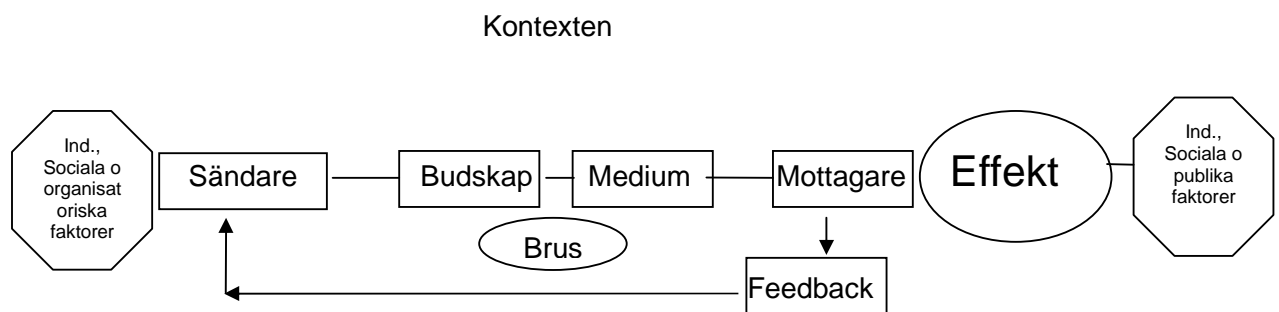 Kontexten
Ind.,
Sociala o
organisat
oriska
faktorer
Sändare
Budskap
Medium
Mottagare
Effekt
Ind.,
Sociala o
publika
faktorer
Brus
Feedback